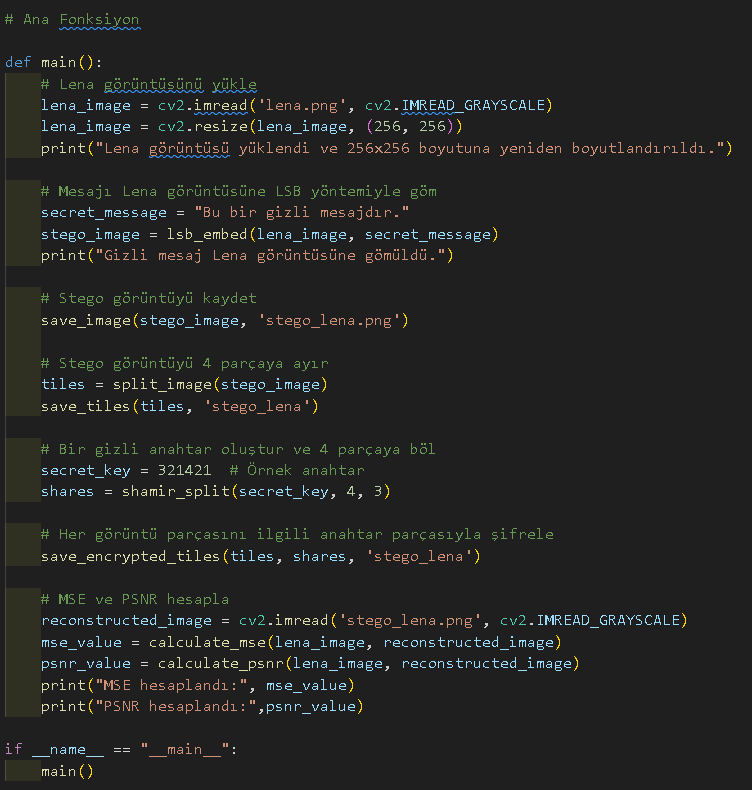 # Ana Fonksiyon
def main():
# Lena görüntüsünü yükle
lena_image = cv2.imread('lena.png', cv2.IMREAD_GRAYSCALE)
lena_image = cv2.resize(lena_image, (256, 256))
print("Lena görüntüsü yüklendi ve 256x256 boyutuna yeniden boyutlandırıldı.")
# Mesajı Lena görüntüsüne LSB yöntemiyle göm
secret_message = "Bu bir gizli mesajdır."
stego_image = lsb_embed(lena_image, secret_message)
print("Gizli mesaj Lena görüntüsüne gömüldü.")
# Stego görüntüyü kaydet
save_image(stego_image, 'stego_lena.png')
# Stego görüntüyü 4 parçaya ayır
tiles = split_image(stego_image)
save_tiles(tiles, 'stego_lena')
# Bir gizli anahtar oluştur ve 4 parçaya böl
secret_key = 321421  # Örnek anahtar
shares = shamir_split(secret_key, 4, 3)
# Her görüntü parçasını ilgili anahtar parçasıyla şifrele
save_encrypted_tiles(tiles, shares, 'stego_lena')
# MSE ve PSNR hesapla
reconstructed_image = cv2.imread('stego_lena.png', cv2.IMREAD_GRAYSCALE)
mse_value = calculate_mse(lena_image, reconstructed_image)
psnr_value = calculate_psnr(lena_image, reconstructed_image)
print("MSE hesaplandı:", mse_value)
print("PSNR hesaplandı:",psnr_value)
if __name__ == "__main__":
main()